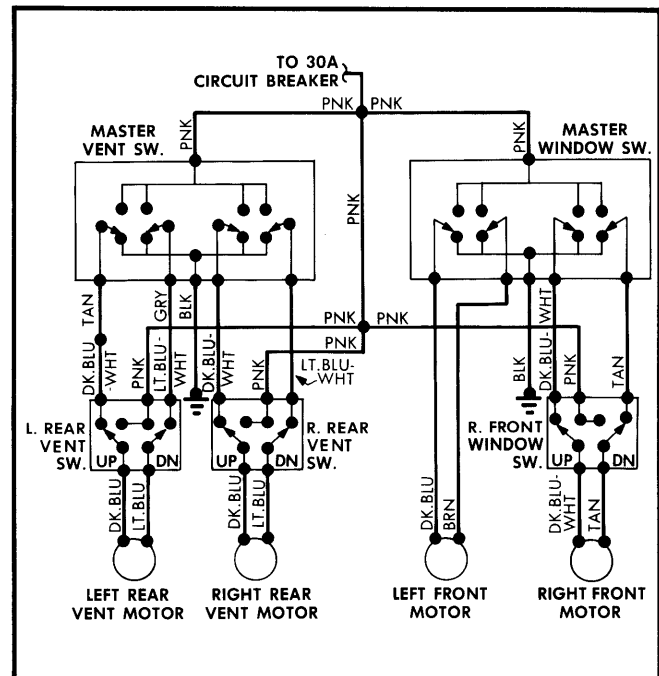 TO 30A
CIRCUIT BREAKER
PNK
PNK
MASTER
VENT SW.
PNK
PNK
MASTER
WINDOW SW.
PNK
TAN
GRY
BLK
PNK
PNK
PNK
WHT
DK.BLU-
DK.BLU
-WHT
PNK
LT.BLU-
WHT
DK.BLU-
WHT
PNK
LT.BLU-
WHT
BLK
PNK
TAN
L. REAR
VENT
SW.
UP
DN
R. REAR
VENT
SW.
UP
DN
R. FRONT
WINDOW
SW.
UP
DN
DK.BLU
LT.BLU
DK.BLU
LT.BLU
DK.BLU
BRN
DK.BLU-
WHT
TAN
LEFT REAR
VENT MOTOR
RIGHT REAR
VENT MOTOR
LEFT FRONT
MOTOR
RIGHT FRONT
MOTOR